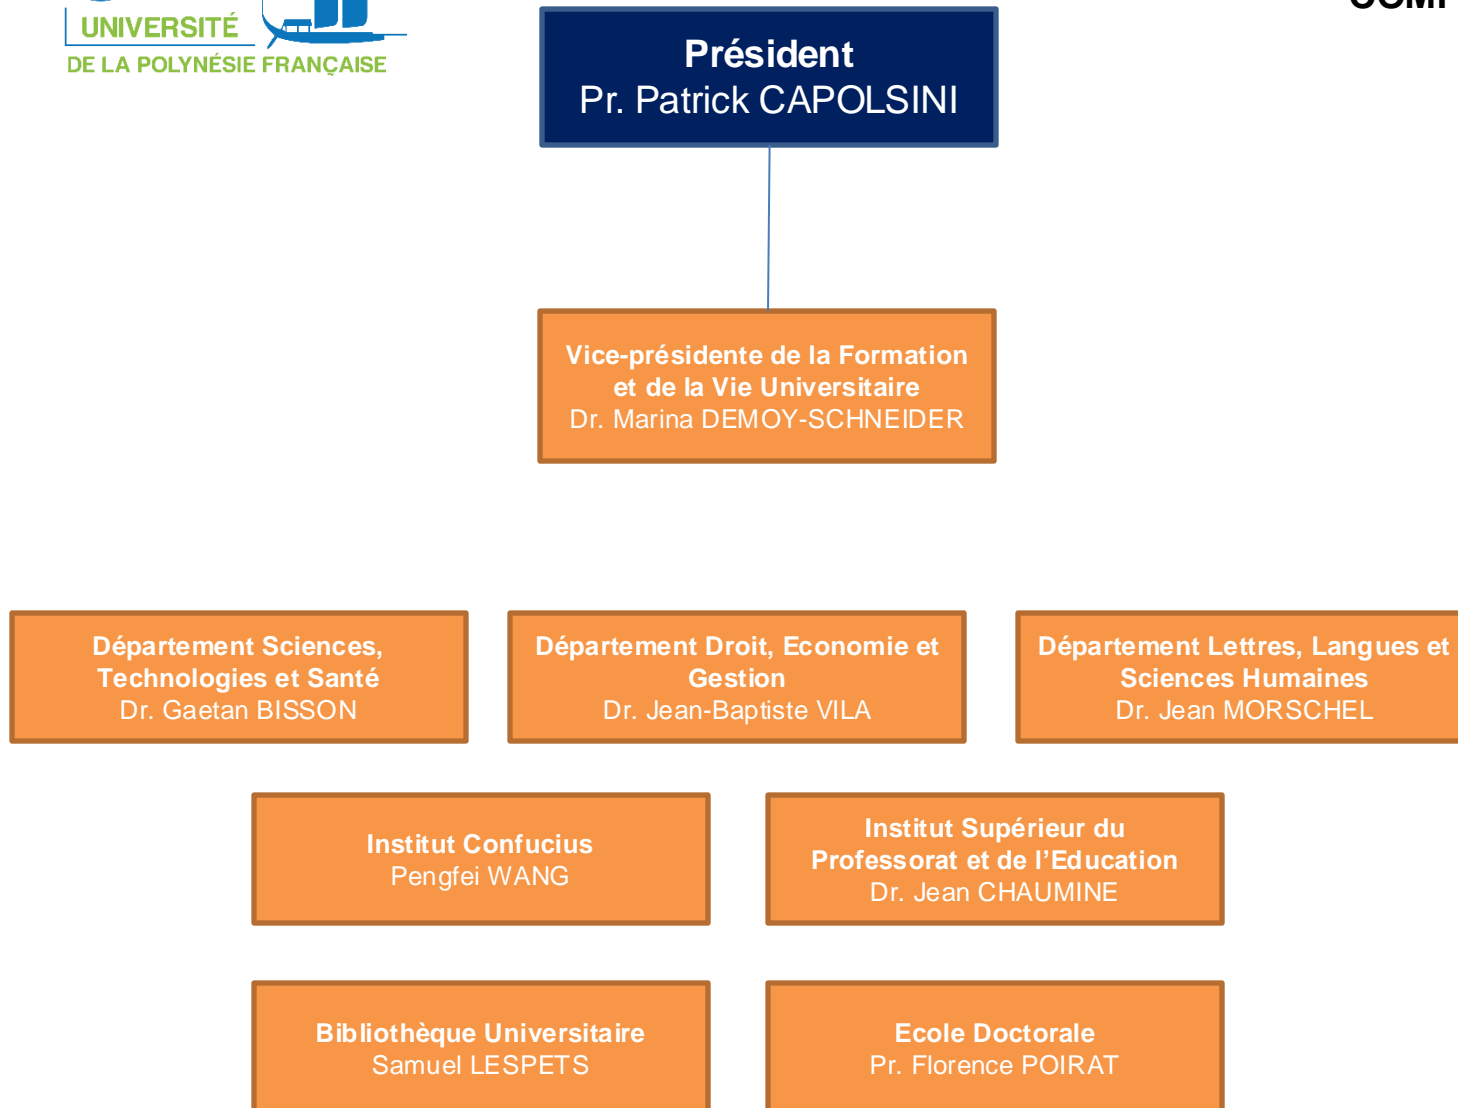 UNIVERSITÉ
DE LA POLYNÉSIE FRANÇAISE
Président
Pr. Patrick CAPOLSINI
Vice-présidente de la Formation
et de la Vie Universitaire
Dr. Marina DEMOY-SCHNEIDER
Département Sciences,
Technologies et Santé
Dr. Gaetan BISSON
Département Droit, Economie et
Gestion
Dr. Jean-Baptiste VILA
Département Lettres, Langues et
Sciences Humaines
Dr. Jean MORSCHEL
Institut Confucius
Pengfei WANG
Institut Supérieur du
Professorat et de l’Education
Dr. Jean CHAUMINE
Bibliothèque Universitaire
Samuel LESPETS
Ecole Doctorale
Pr. Florence POIRAT